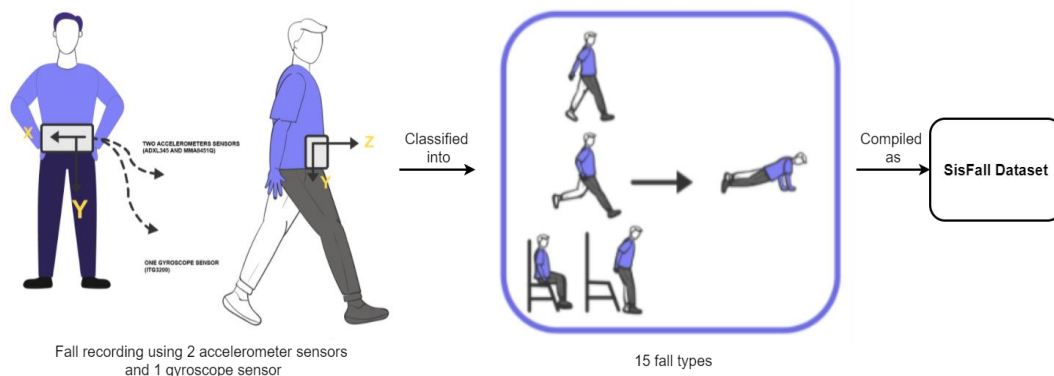 X
Y
TWO ACCELEROMETERS SENSORS
(ADXL345 AND MMA8451Q)
ONE GYROSCOPE SENSOR
(ITG3200)
Z
Y
Fall recording using 2 accelerometer sensors
and 1 gyroscope sensor
Classified
into
15 fall types
Compiled
as
SisFall Dataset